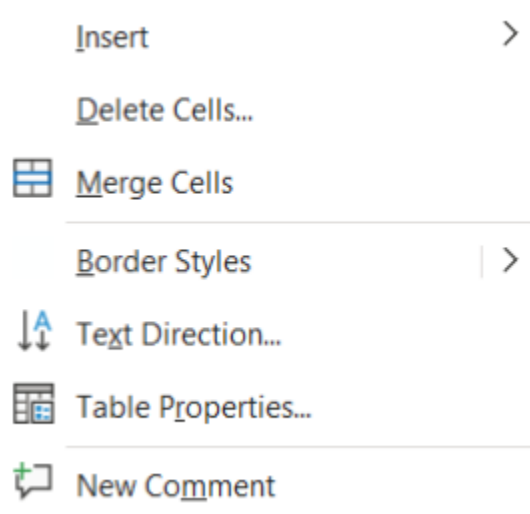 Insert
Delete Cells...
Merge Cells
Border Styles
Text Direction...
Table Properties...
New Comment